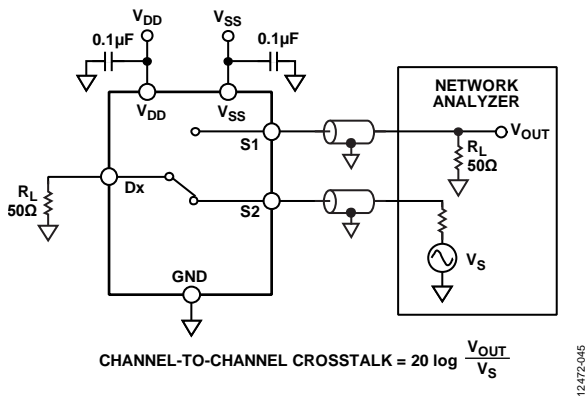 VDD
VSS
0.1µF
0.1µF
VDD
VSS
NETWORK
ANALYZER
S1
VOUT
RL
50Ω
RL
50Ω
Dx
S2
VS
GND
CHANNEL-TO-CHANNEL CROSSTALK = 20 log VOUT
VS
12472-045